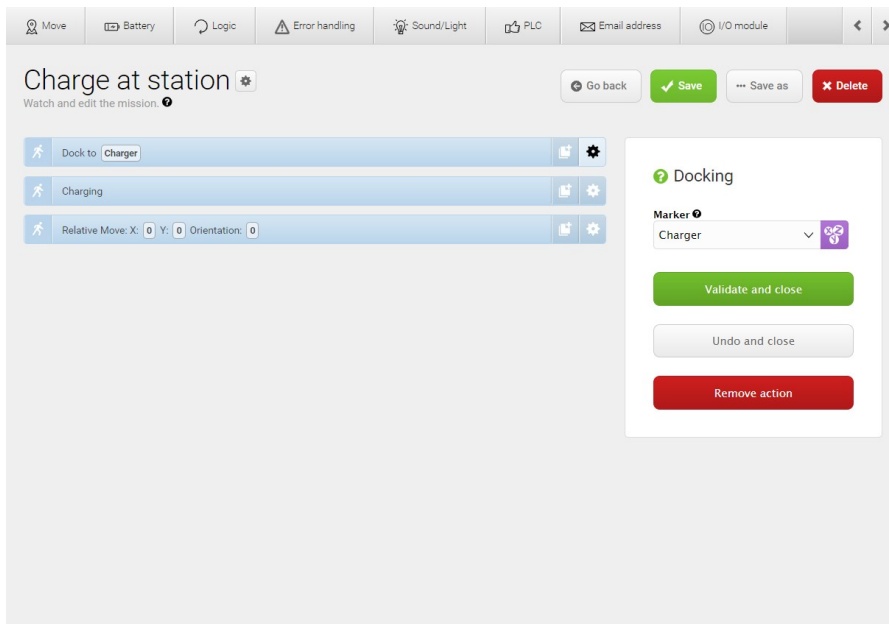 Move Battery Logic Error handling Sound/Light PLC Email address I/O module
Charge at station
Watch and edit the mission.
Go back Save Save as Delete
Dock to Charger
Charging
Relative Move: X: 0 Y: 0 Orientation: 0
Docking
Marker
Charger
Validate and close
Undo and close
Remove action